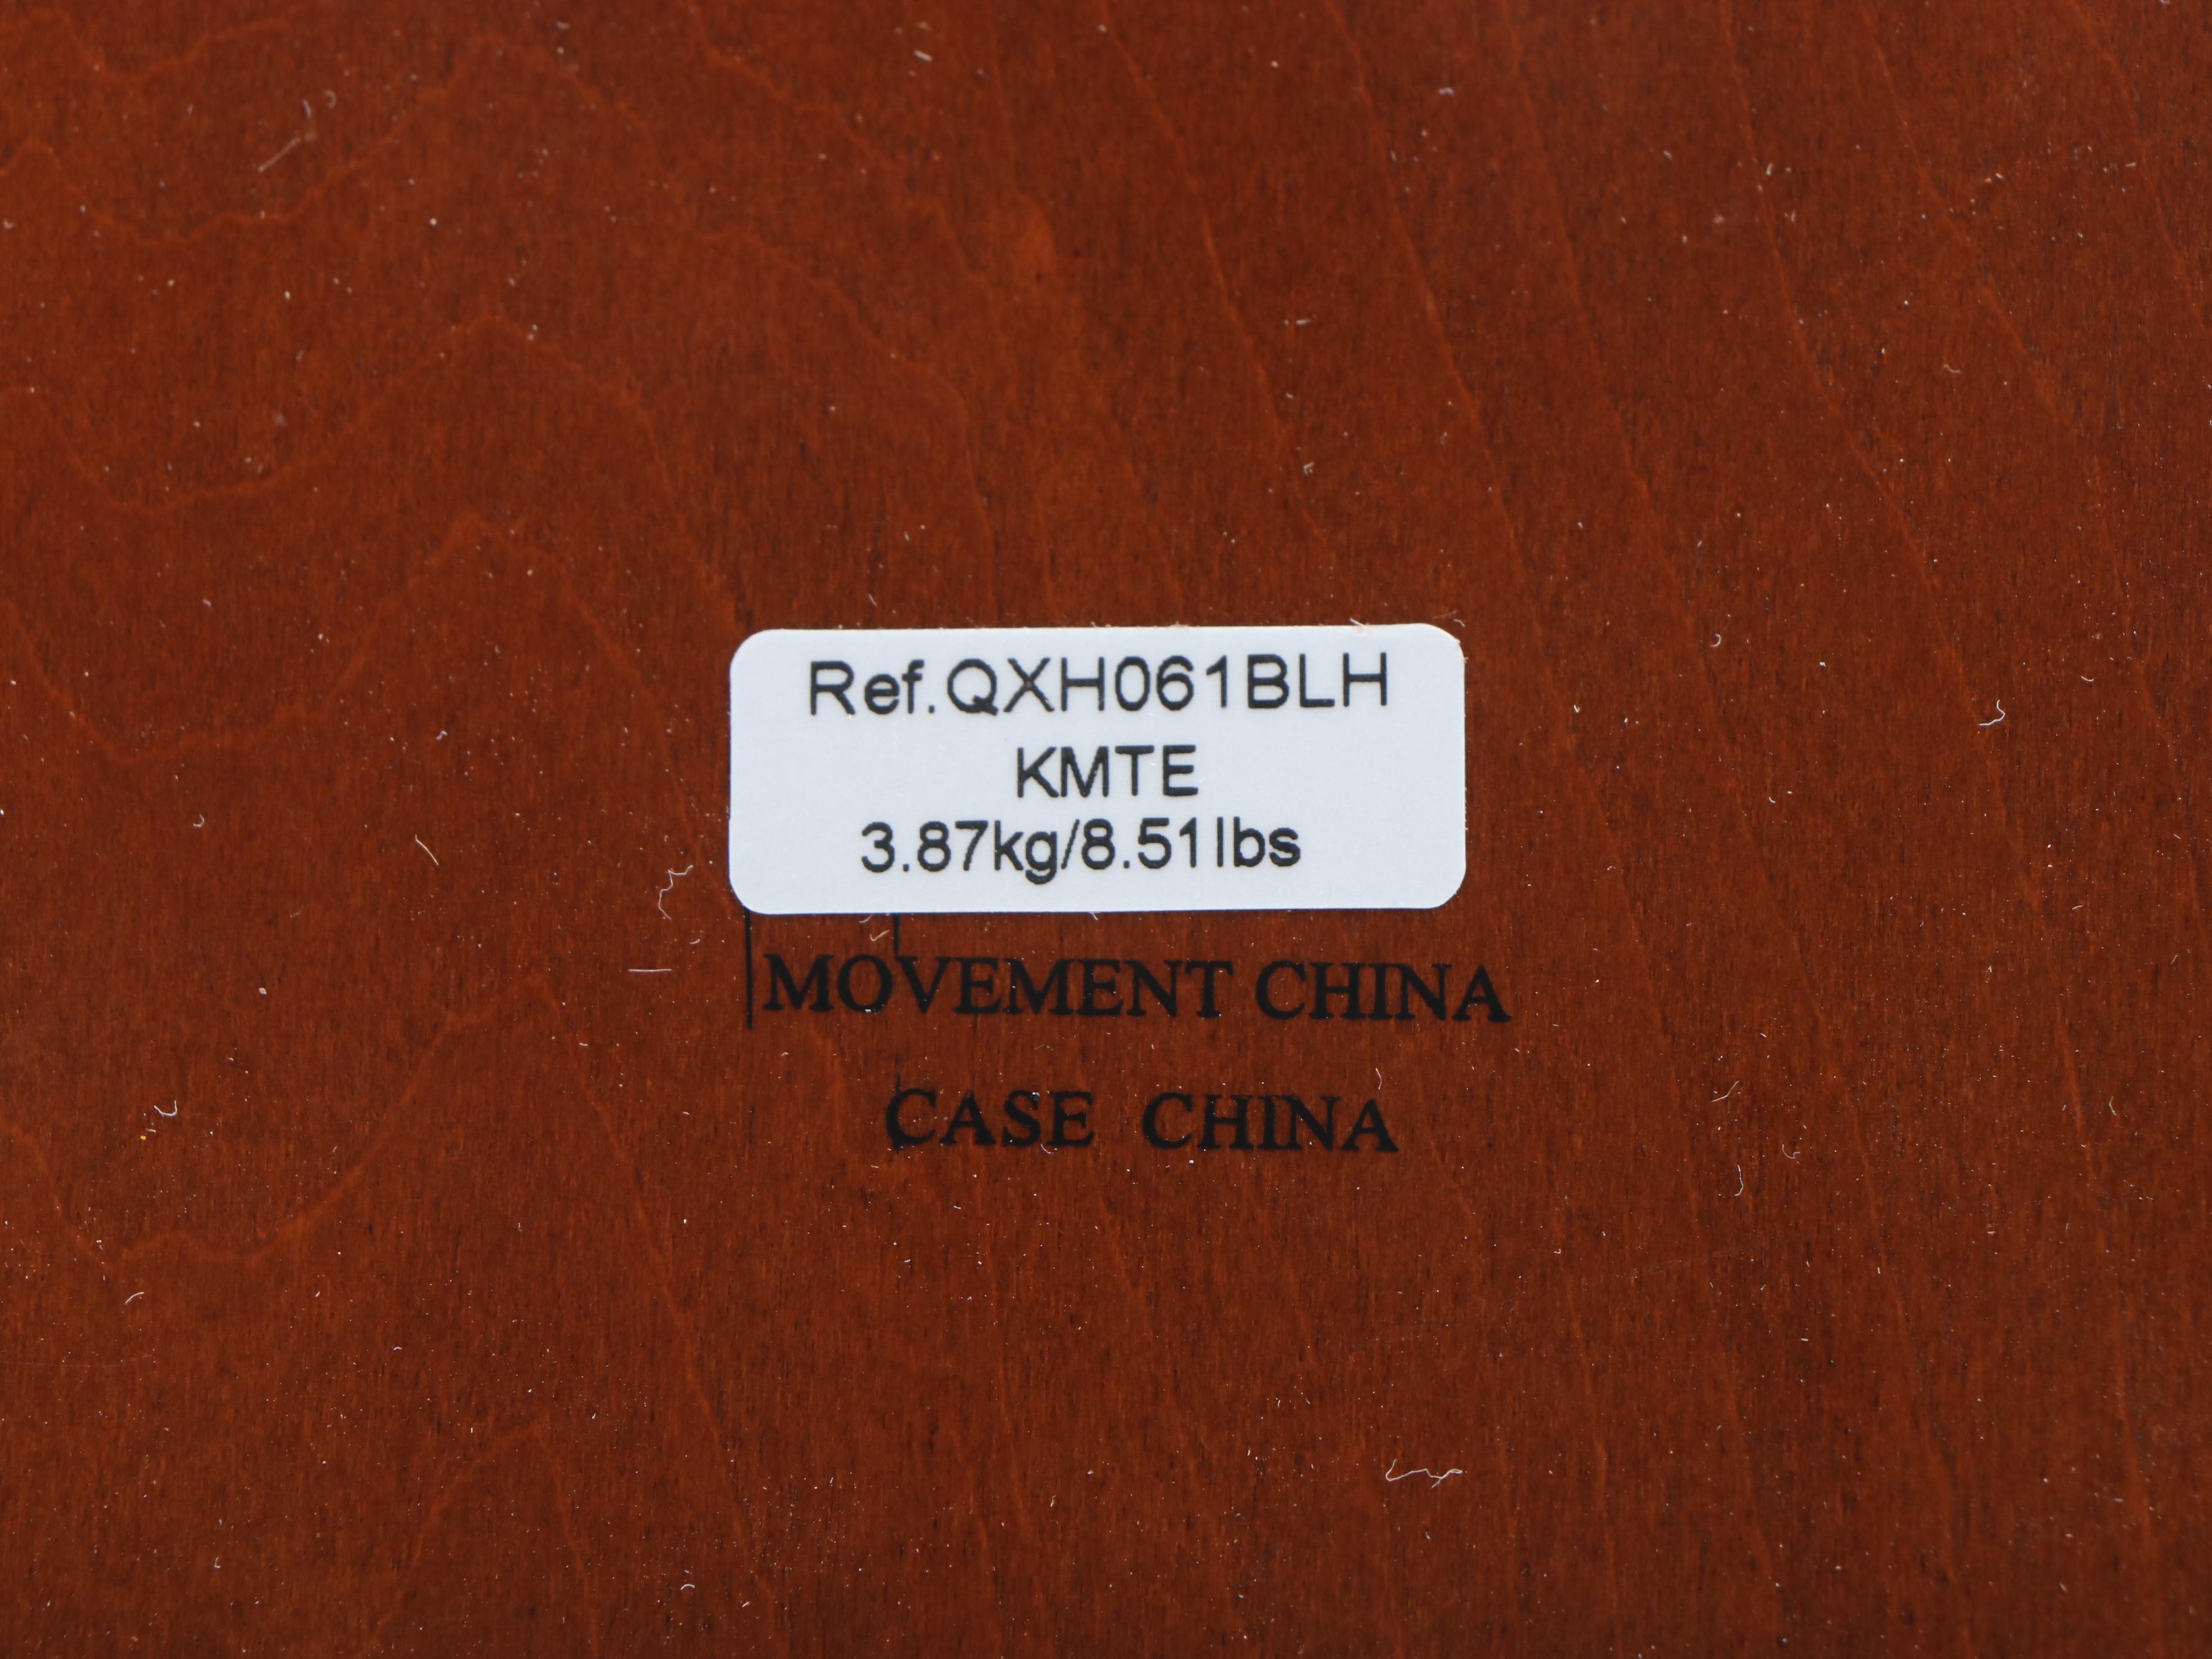 Ref.QXH061BLH
KMTE
3.87kg/8.51lbs
MOVEMENT CHINA
CASE CHINA